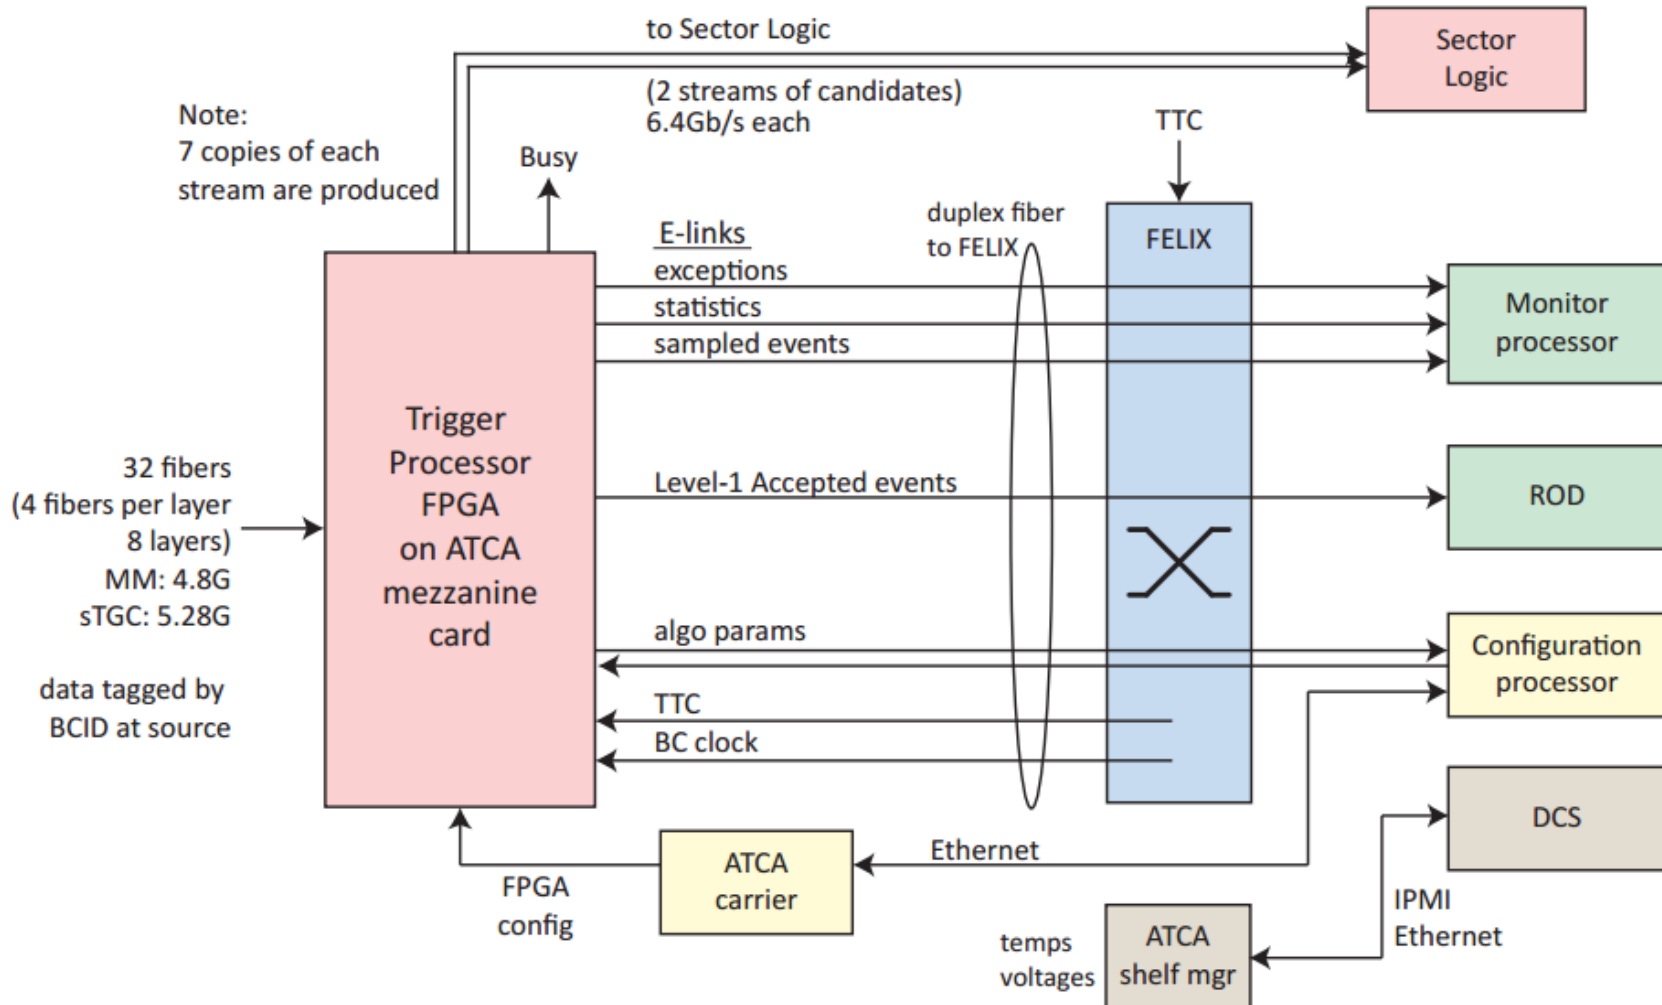 to Sector Logic
(2 streams of candidates)
6.4Gb/s each
Sector
Logic
Note:
7 copies of each
stream are produced
Busy
TTC
E-links
exceptions
statistics
sampled events
duplex fiber
to FELIX
FELIX
Monitor
processor
Trigger
Processor
FPGA
on ATCA
mezzanine
card
32 fibers
(4 fibers per layer
8 layers)
MM: 4.8G
sTGC: 5.28G
data tagged by
BCID at source
Level-1 Accepted events
ROD
algo params
Configuration
processor
TTC
BC clock
DCS
Ethernet
ATCA
carrier
FPGA
config
IPMI
Ethernet
temps
voltages
ATCA
shelf mgr